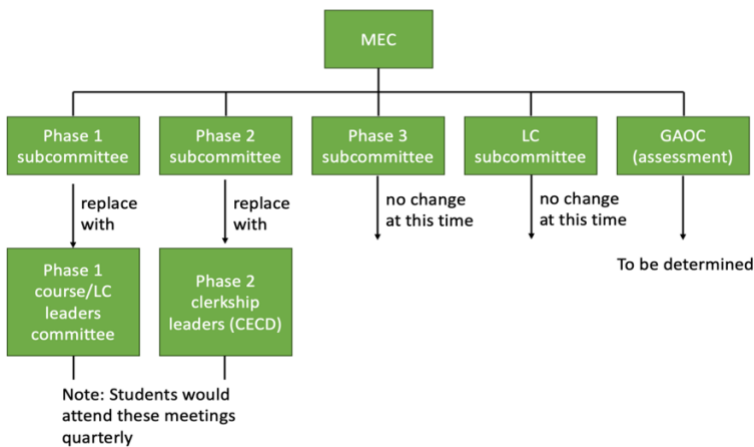 MEC
Phase 1
subcommittee
Phase 2
subcommittee
Phase 3
subcommittee
LC
subcommittee
GAOC
(assessment)
replace
with
replace
with
no change
at this time
no change
at this time
To be determined
Phase 1
course/LC
leaders
committee
Phase 2
clerkship
leaders (CECD)
Note: Students would
attend these meetings
quarterly